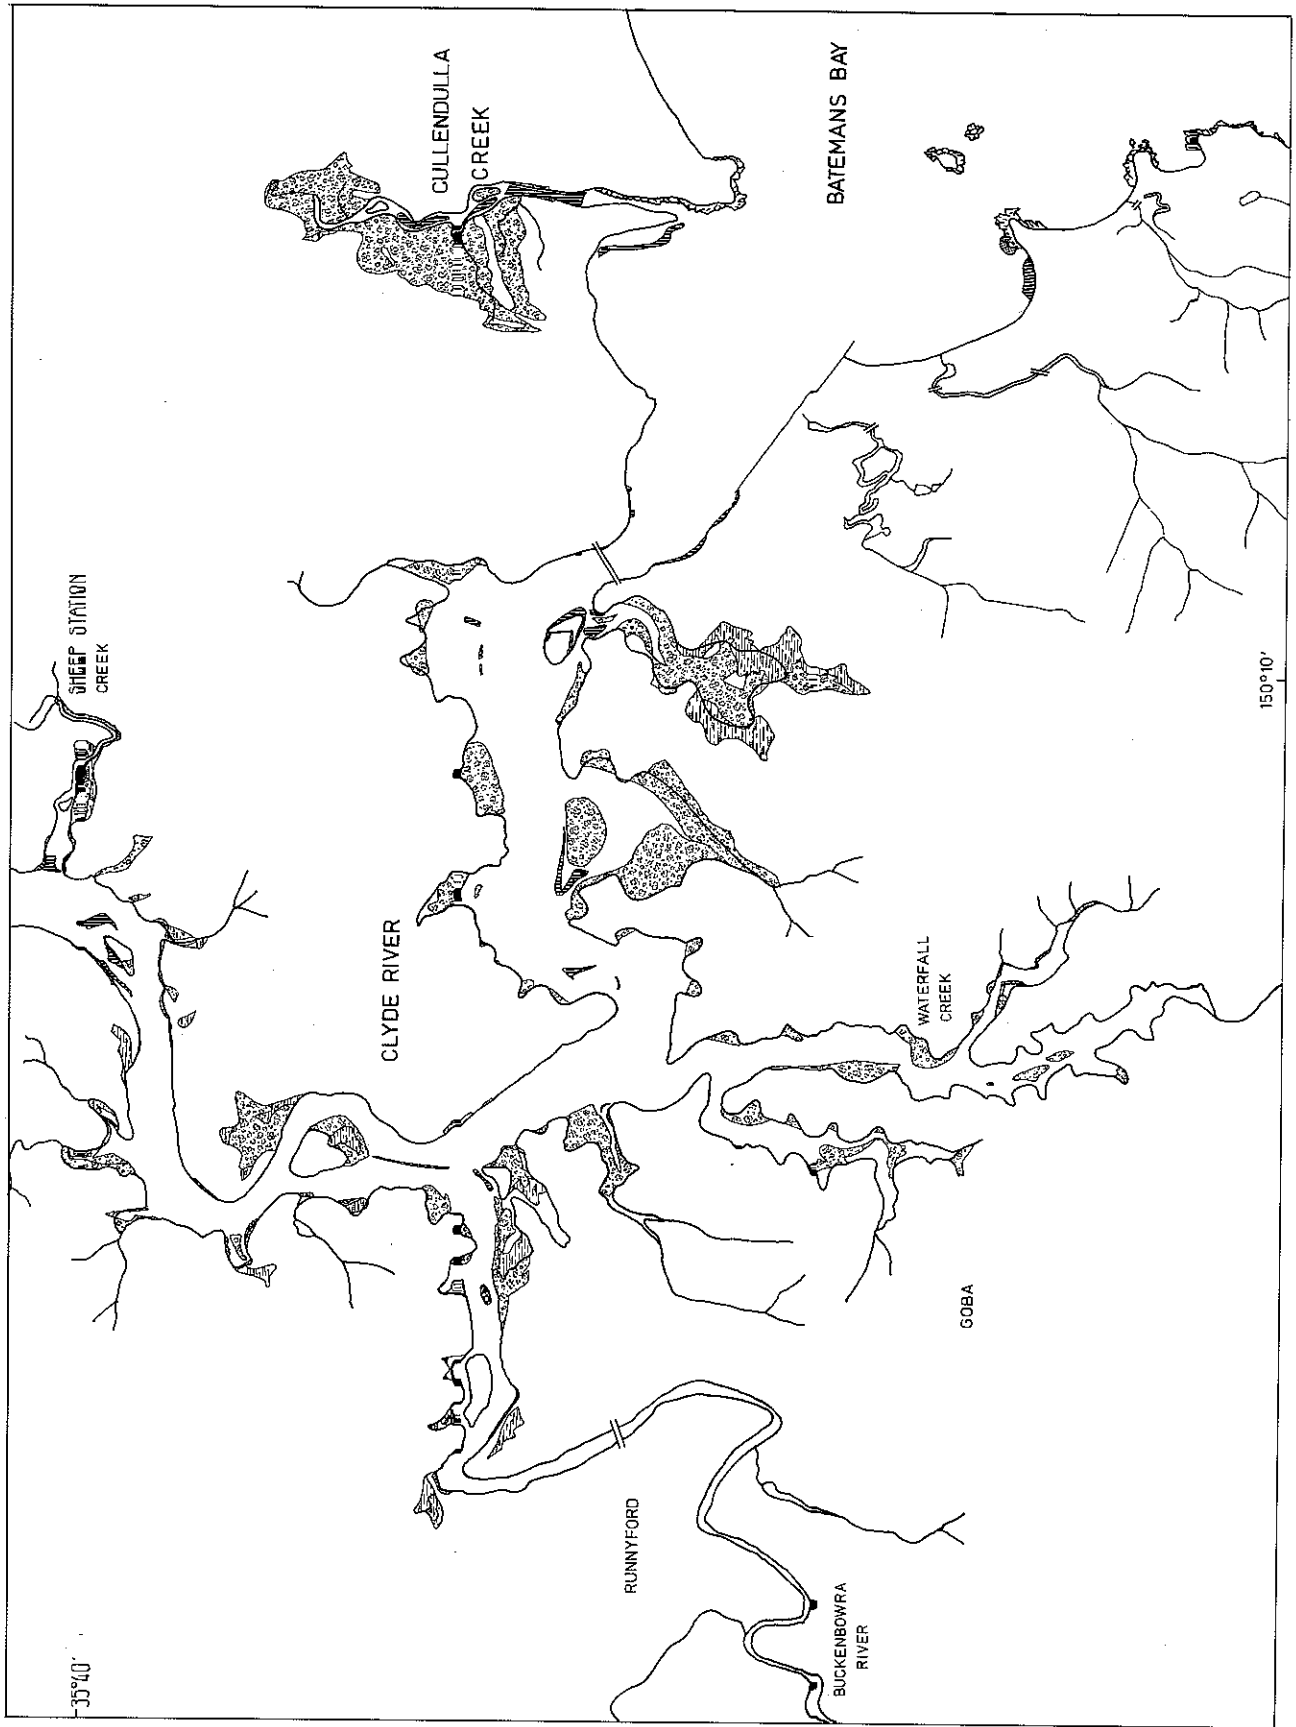 35°40'
SHEEP STATION
CREEK
CULLENDULLA
CREEK
CLYDE RIVER
BATEMANS BAY
WATERFALL
CREEK
RUNNYFORD
GOBA
BUCKENBOWRA
RIVER
150°10'